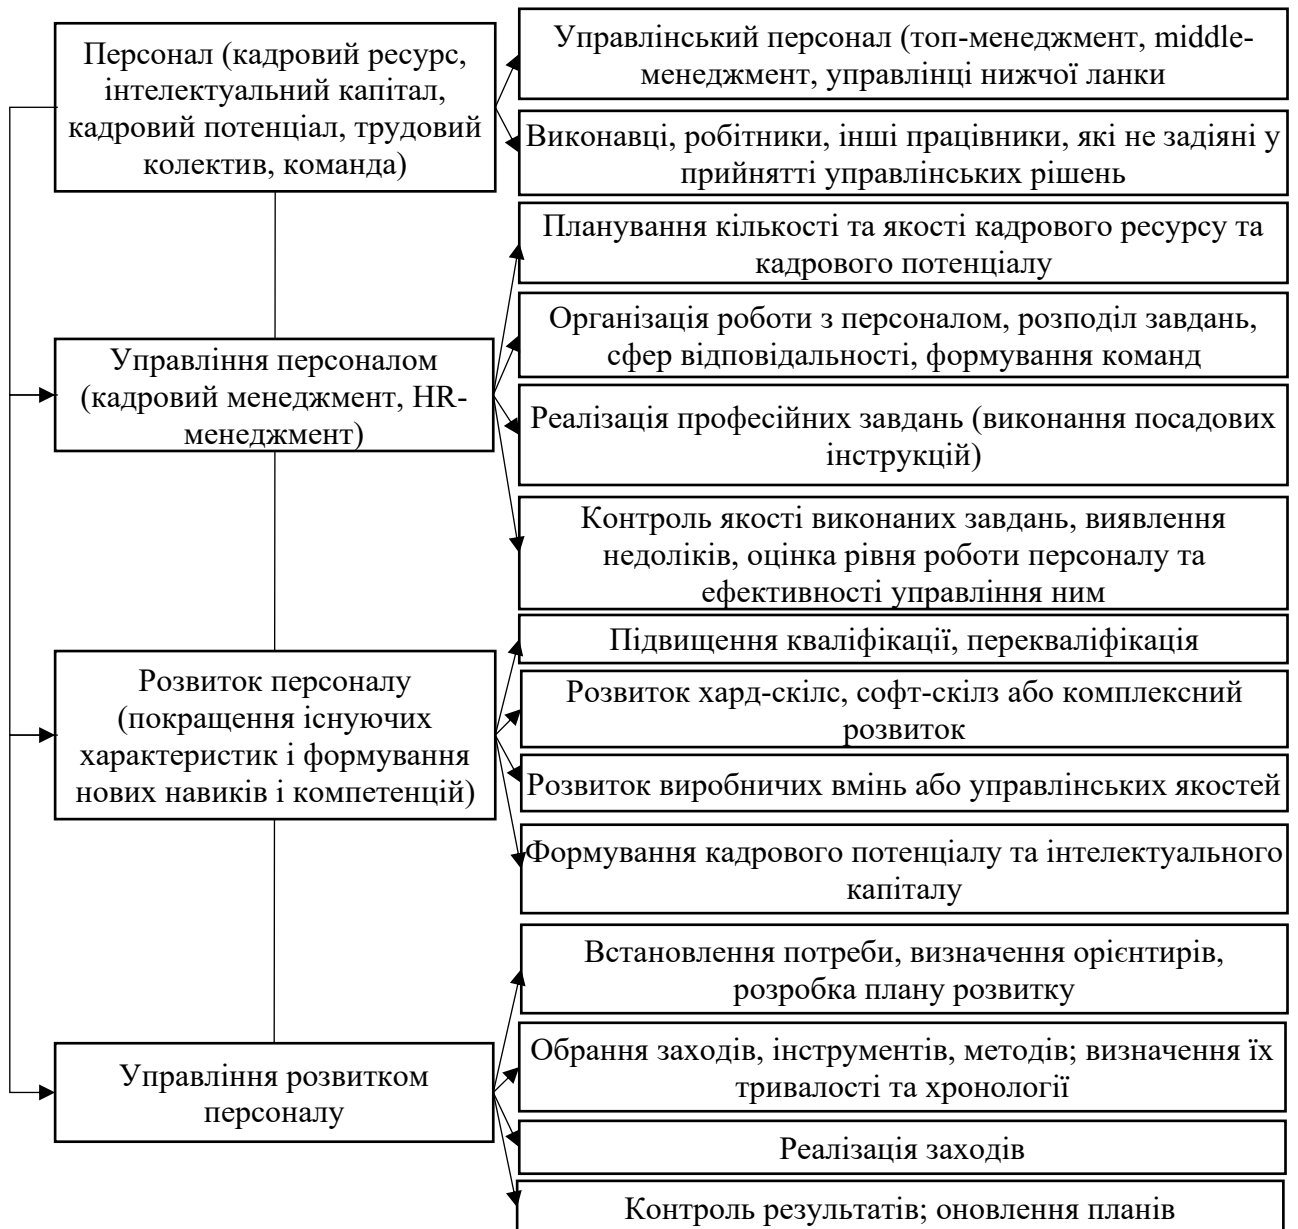 Персонал (кадровий ресурс,
інтелектуальний капітал,
кадровий потенціал, трудовий
колектив, команда)
Управлінський персонал (топ-менеджмент, middle-
менеджмент, управлінці нижчої ланки
Виконавці, робітники, інші працівники, які не задіяні у
прийнятті управлінських рішень
Управління персоналом
(кадровий менеджмент, HR-
менеджмент)
Планування кількості та якості кадрового ресурсу та
кадрового потенціалу
Організація роботи з персоналом, розподіл завдань,
сфер відповідальності, формування команд
Реалізація професійних завдань (виконання посадових
інструкцій)
Контроль якості виконаних завдань, виявлення
недоліків, оцінка рівня роботи персоналу та
ефективності управління ним
Розвиток персоналу
(покращення існуючих
характеристик і формування
нових навиків і компетенцій)
Підвищення кваліфікації, перекваліфікація
Розвиток хард-скілс, софт-скілз або комплексний
розвиток
Розвиток виробничих вмінь або управлінських якостей
Формування кадрового потенціалу та інтелектуального
капіталу
Управління розвитком
персоналу
Встановлення потреби, визначення орієнтирів,
розробка плану розвитку
Обрання заходів, інструментів, методів; визначення їх
тривалості та хронології
Реалізація заходів
Контроль результатів; оновлення планів